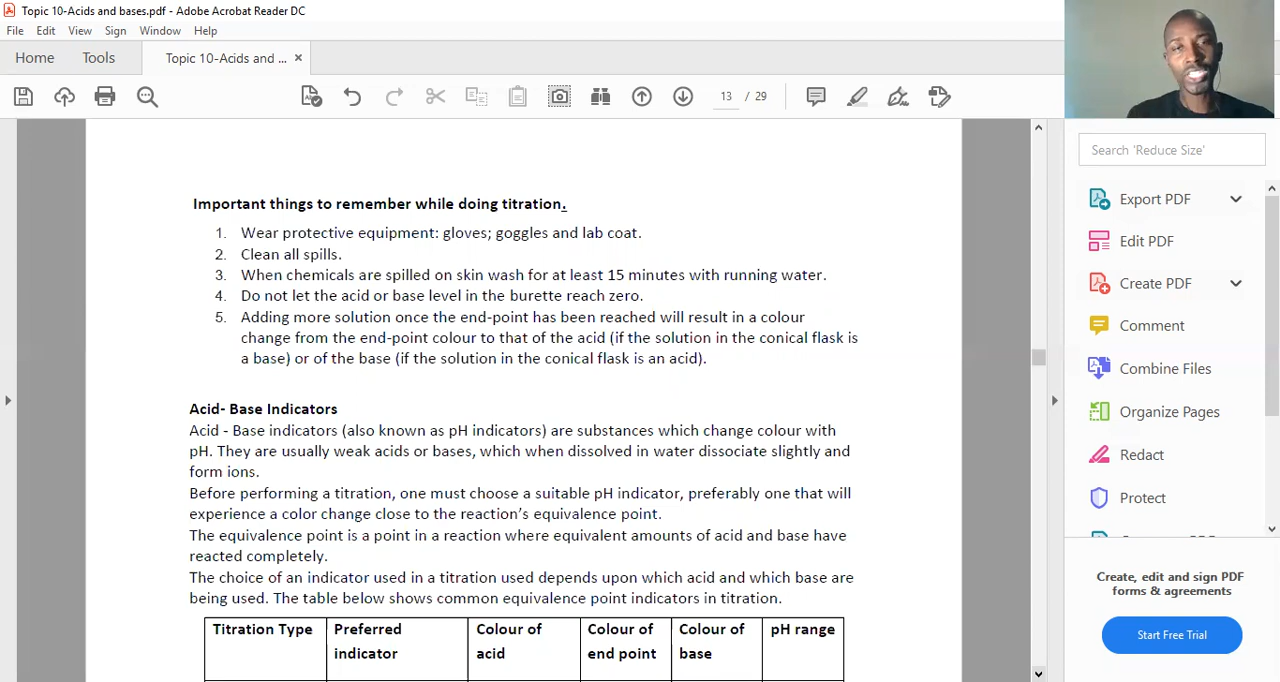 Topic 10-Acids and bases.pdf - Adobe Acrobat Reader DC
File Edit View Sign Window Help
Home Tools Topic 10-Acids and ... ×
13 / 29
Search 'Reduce Size'
Important things to remember while doing titration.
1. Wear protective equipment: gloves; goggles and lab coat.
2. Clean all spills.
3. When chemicals are spilled on skin wash for at least 15 minutes with running water.
4. Do not let the acid or base level in the burette reach zero.
5. Adding more solution once the end-point has been reached will result in a colour
change from the end-point colour to that of the acid (if the solution in the conical flask is
a base) or of the base (if the solution in the conical flask is an acid).
Acid- Base Indicators
Acid - Base indicators (also known as pH indicators) are substances which change colour with
pH. They are usually weak acids or bases, which when dissolved in water dissociate slightly and
form ions.
Before performing a titration, one must choose a suitable pH indicator, preferably one that will
experience a color change close to the reaction's equivalence point.
The equivalence point is a point in a reaction where equivalent amounts of acid and base have
reacted completely.
The choice of an indicator used in a titration used depends upon which acid and which base are
being used. The table below shows common equivalence point indicators in titration.
Titration Type Preferred Colour of Colour of Colour of pH range
indicator acid end point base
Export PDF
Edit PDF
Create PDF
Comment
Combine Files
Organize Pages
Redact
Protect
Create, edit and sign PDF
forms & agreements
Start Free Trial